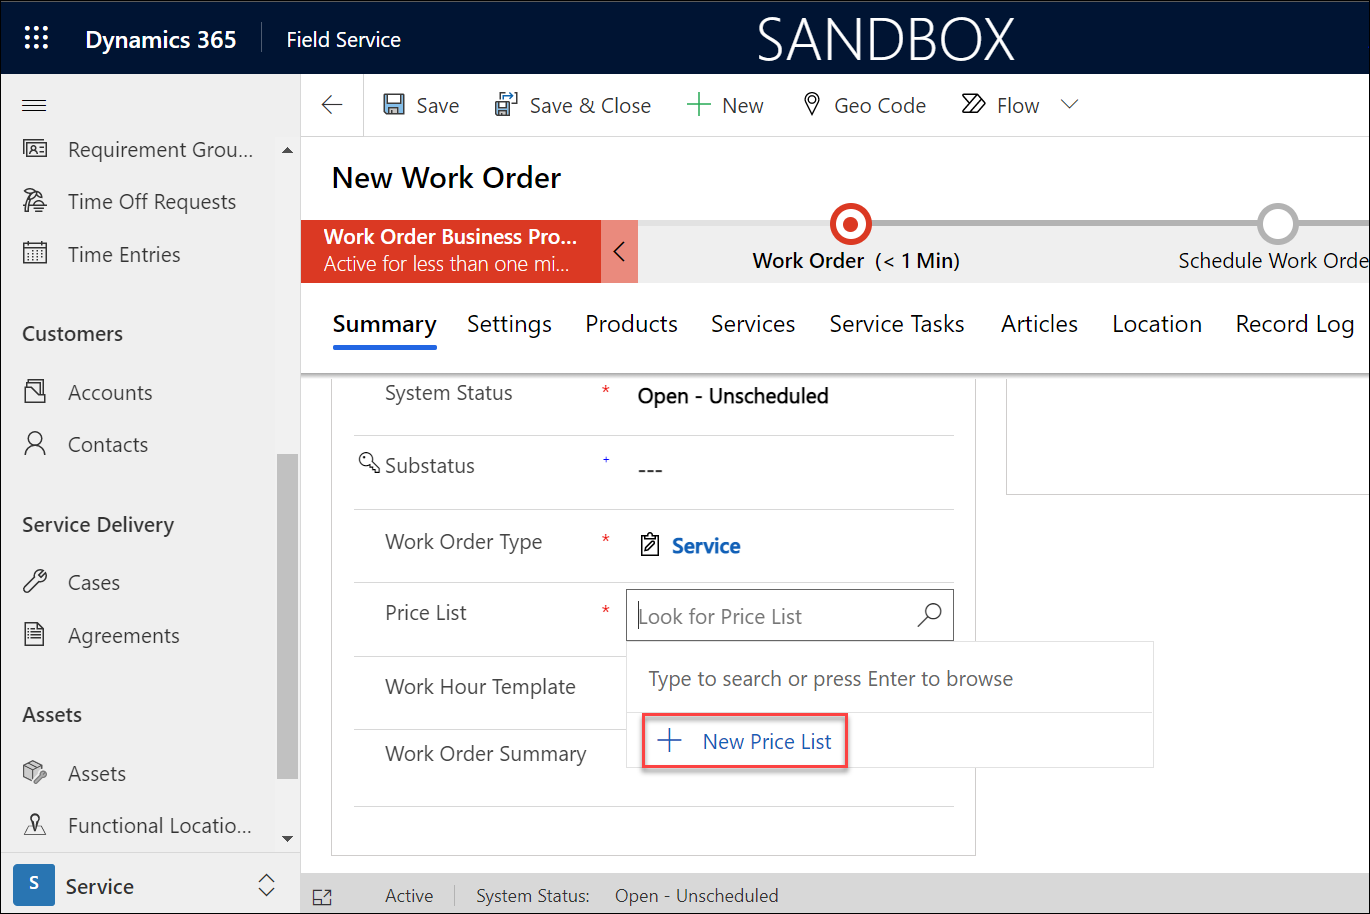 Dynamics 365
Field Service
SANDBOX
Save
Save & Close
New
Geo Code
Flow
Requirement Grou...
Time Off Requests
Time Entries
Customers
Accounts
Contacts
Service Delivery
Cases
Agreements
Assets
Assets
Functional Locatio...
S
Service
New Work Order
Work Order Business Pro...
Active for less than one mi...
Work Order (< 1 Min)
Schedule Work Orde
Summary
Settings
Products
Services
Service Tasks
Articles
Location
Record Log
System Status
*
Open - Unscheduled
Substatus
+
---
Work Order Type
*
Service
Price List
*
Look for Price List
Type to search or press Enter to browse
New Price List
Work Hour Template
Work Order Summary
Active
System Status:
Open - Unscheduled